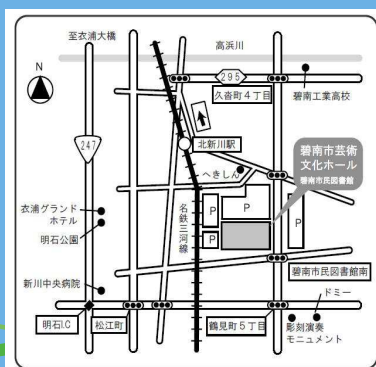 至衣浦大橋
高浜川
N
295
久沓町4丁目
碧南工業高校
247
北新川駅
碧南市芸術
文化ホール
碧南市民図書館
へきしん
衣浦グランド
ホテル
明石公園
名鉄三河線
P
P
P
P
碧南市民図書館南
新川中央病院
ドミー
明石I.C
松江町
鶴見町5丁目
彫刻演奏
モニュメント